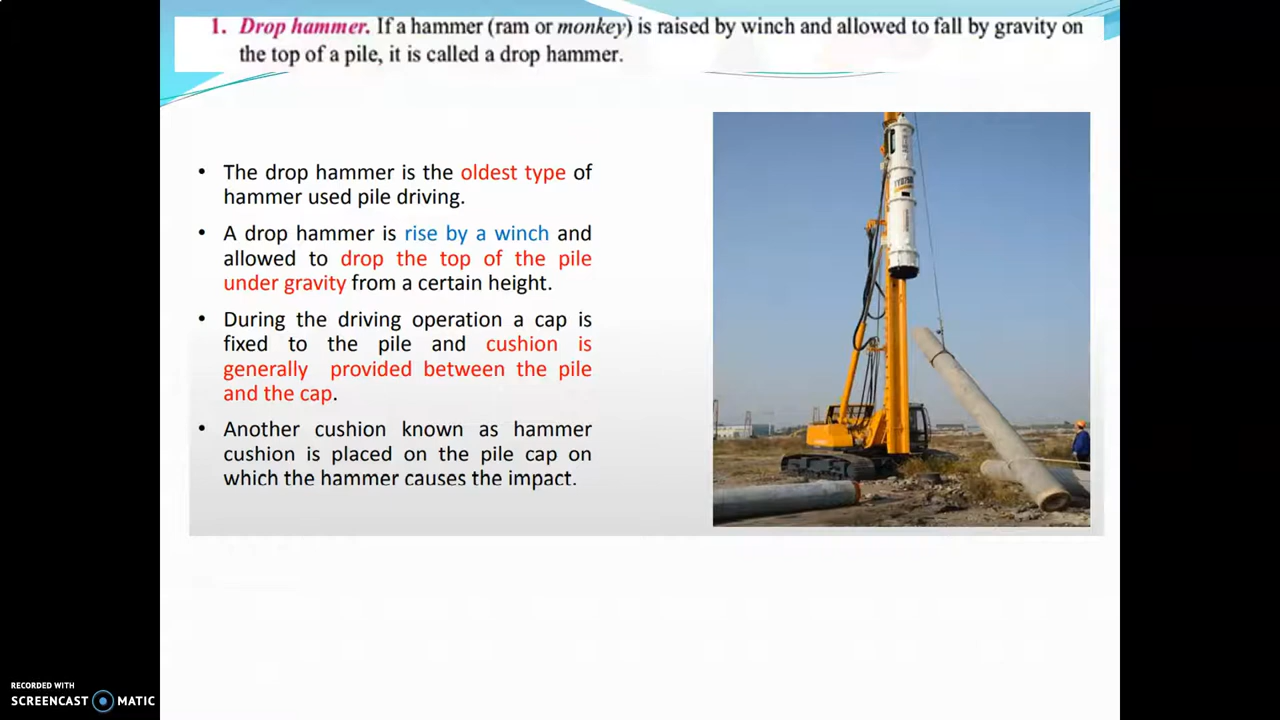 1. Drop hammer. If a hammer (ram or monkey) is raised by winch and allowed to fall by gravity on
the top of a pile, it is called a drop hammer.
• The drop hammer is the oldest type of
hammer used pile driving.
• A drop hammer is rise by a winch and
allowed to drop the top of the pile
under gravity from a certain height.
• During the driving operation a cap is
fixed to the pile and cushion is
generally provided between the pile
and the cap.
• Another cushion known as hammer
cushion is placed on the pile cap on
which the hammer causes the impact.
RECORDED WITH
SCREENCAST MATIC